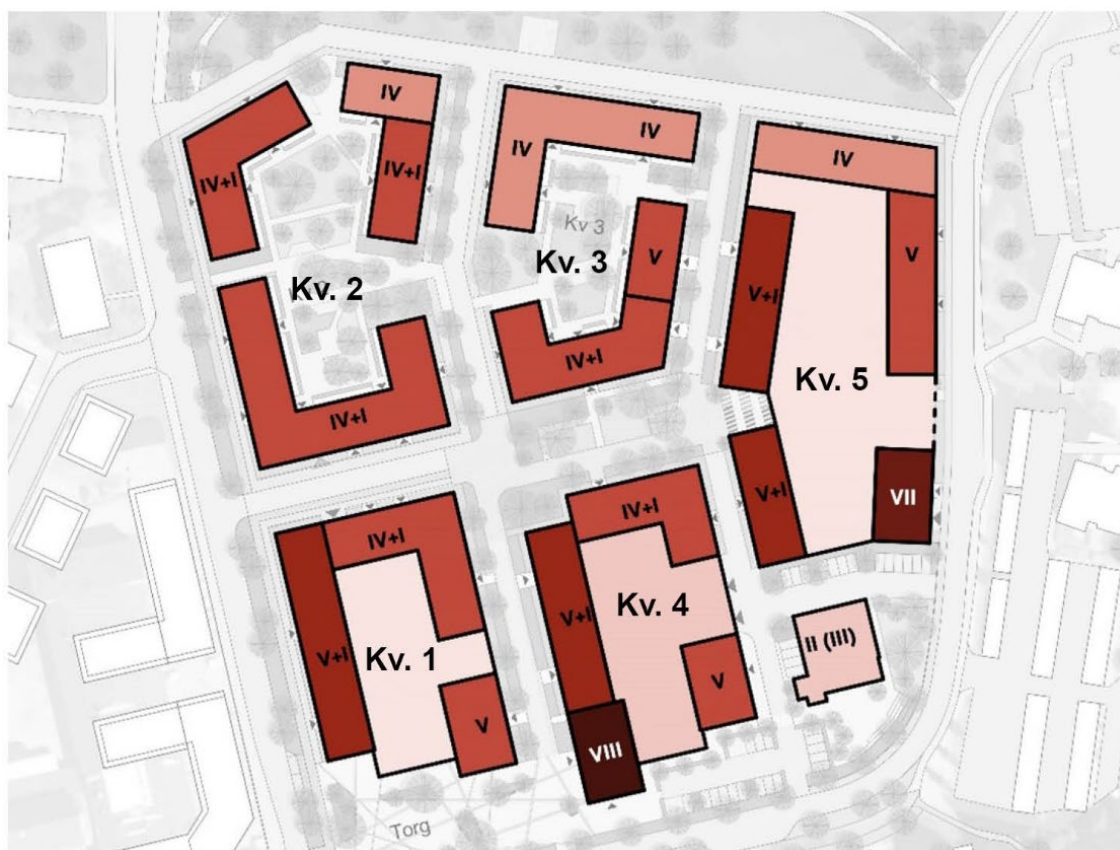 IV
IV+I
IV+I
Kv. 2
IV+I
IV
IV
Kv 3
Kv. 3
V
IV+I
IV
V
V+I
Kv. 5
V+I
VII
IV+I
V+I
Kv. 1
V
IV+I
V+I
Kv. 4
V
VIII
II (III)
Torg